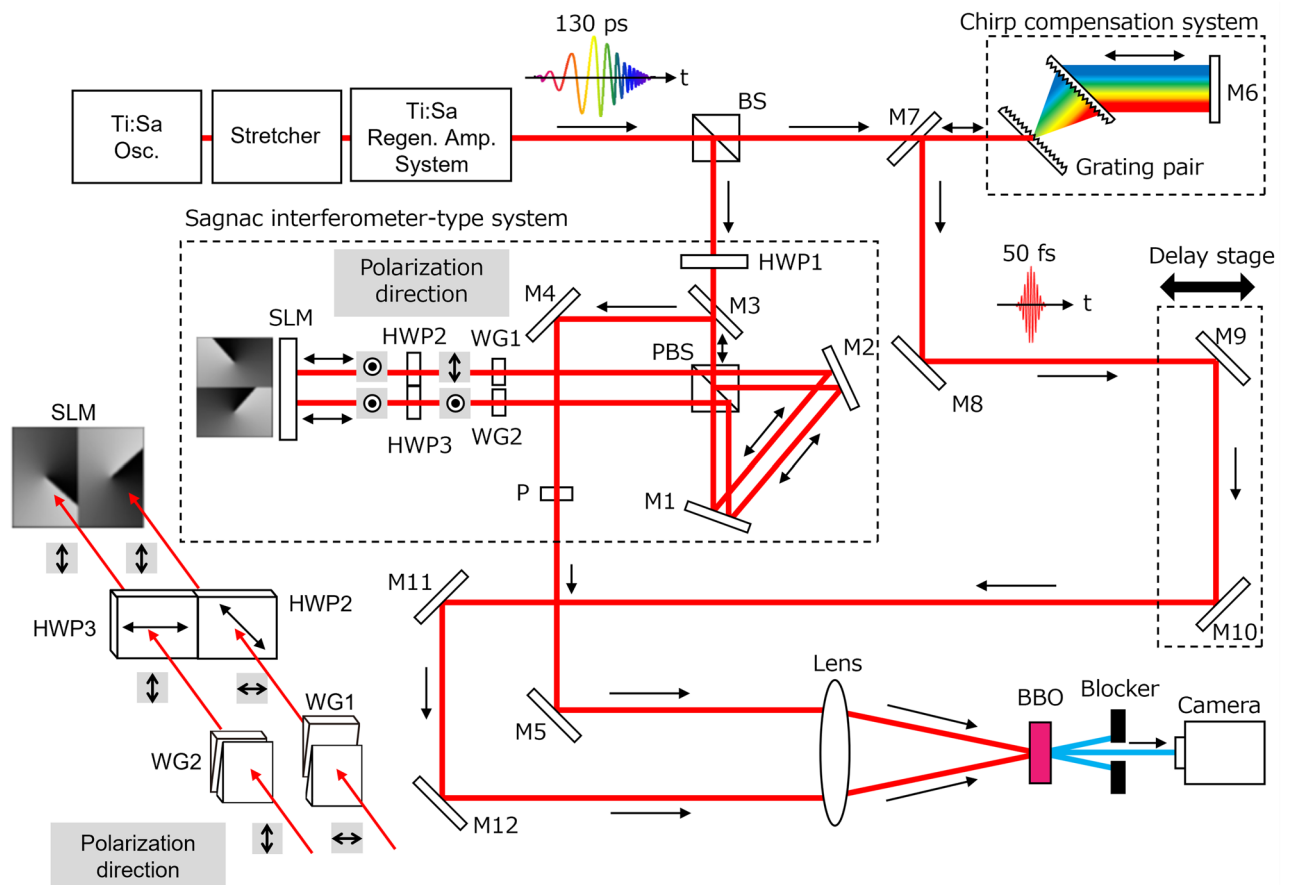 130 ps
t
Chirp compensation system
M6
Grating pair
Ti:Sa
Osc.
Stretcher
Ti:Sa
Regen. Amp.
System
BS
M7
Sagnac interferometer-type system
HWP1
Polarization
direction
M4
M3
SLM
HWP2
WG1
PBS
M2
HWP3
WG2
M1
P
50 fs
t
Delay stage
M8
M9
M10
SLM
HWP3
HWP2
WG1
WG2
Polarization
direction
M11
M5
M12
Lens
BBO
Blocker
Camera